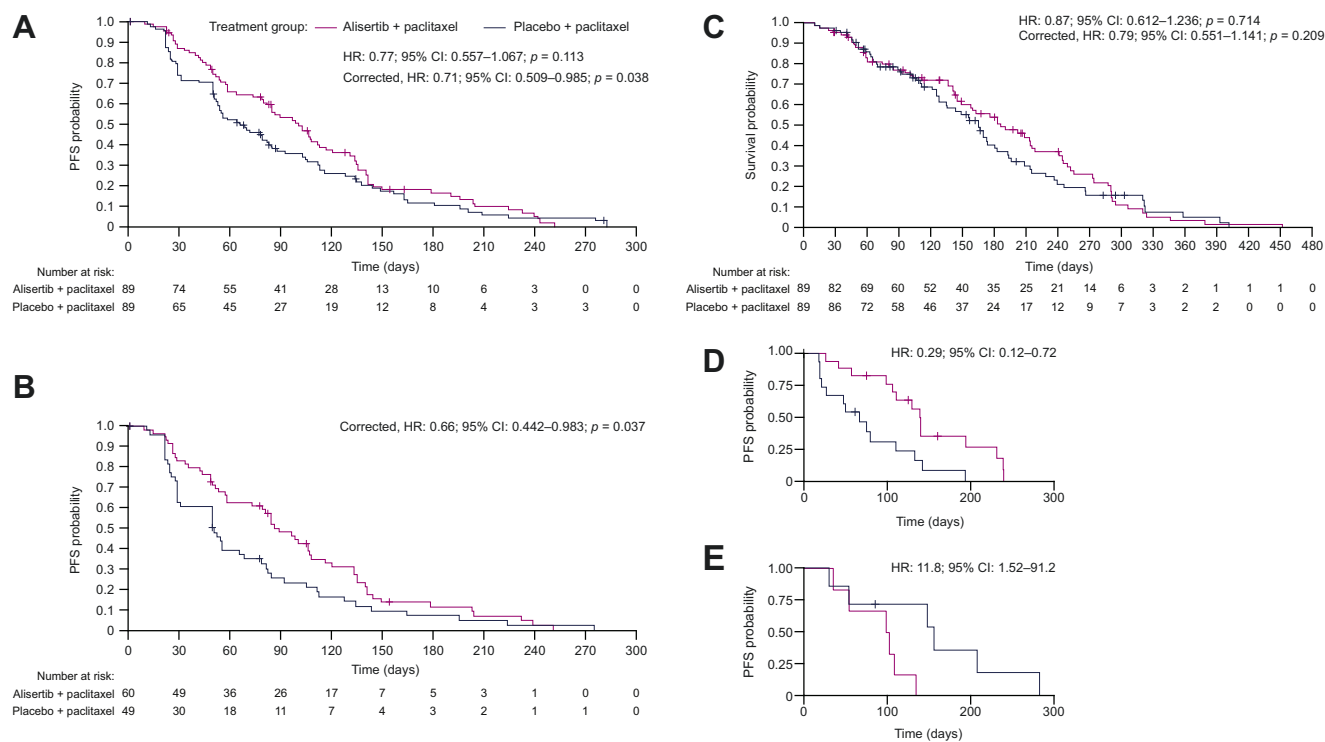 A
Treatment group: Alisertib + paclitaxel Placebo + paclitaxel
HR: 0.77; 95% CI: 0.557–1.067; p = 0.113
Corrected, HR: 0.71; 95% CI: 0.509–0.985; p = 0.038
PFS probability
1.0
0.9
0.8
0.7
0.6
0.5
0.4
0.3
0.2
0.1
0
0 30 60 90 120 150 180 210 240 270 300
Time (days)
Number at risk:
Alisertib + paclitaxel 89 74 55 41 28 13 10 6 3 0 0
Placebo + paclitaxel 89 65 45 27 19 12 8 4 3 3 0
B
Corrected, HR: 0.66; 95% CI: 0.442–0.983; p = 0.037
PFS probability
1.0
0.9
0.8
0.7
0.6
0.5
0.4
0.3
0.2
0.1
0
0 30 60 90 120 150 180 210 240 270 300
Time (days)
Number at risk:
Alisertib + paclitaxel 60 49 36 26 17 7 5 3 1 0 0
Placebo + paclitaxel 49 30 18 11 7 4 3 2 1 1 0
C
HR: 0.87; 95% CI: 0.612–1.236; p = 0.714
Corrected, HR: 0.79; 95% CI: 0.551–1.141; p = 0.209
Survival probability
1.0
0.9
0.8
0.7
0.6
0.5
0.4
0.3
0.2
0.1
0
0 30 60 90 120 150 180 210 240 270 300 330 360 390 420 450 480
Time (days)
Number at risk:
Alisertib + paclitaxel 89 82 69 60 52 40 35 25 21 14 6 3 2 1 1 1 0
Placebo + paclitaxel 89 86 72 58 46 37 24 17 12 9 7 3 2 2 0 0 0
D
HR: 0.29; 95% CI: 0.12–0.72
PFS probability
1.00
0.75
0.50
0.25
0
0 100 200 300
Time (days)
E
HR: 11.8; 95% CI: 1.52–91.2
PFS probability
1.00
0.75
0.50
0.25
0
0 100 200 300
Time (days)